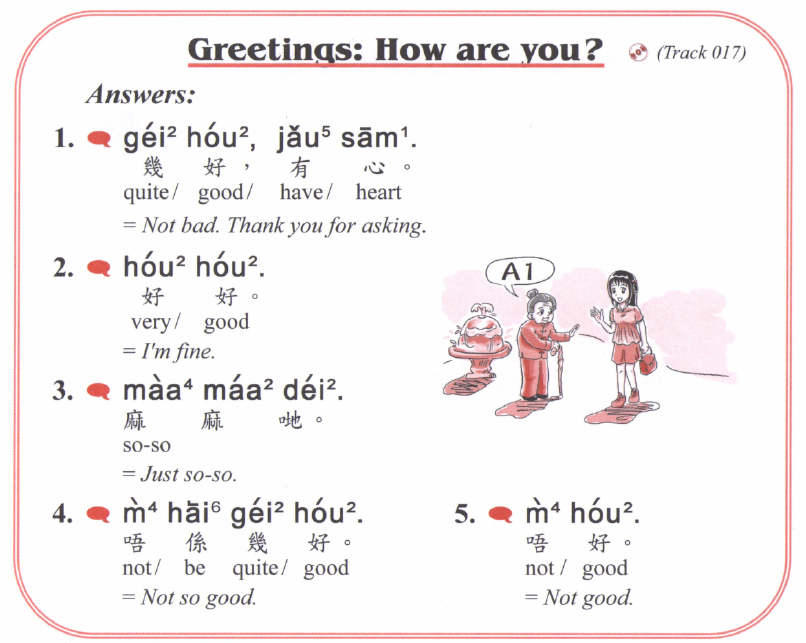 Greetings: How are you? (Track 017)
Answers:
1. géi² hóu², jǎu⁵ sām¹.
幾 好 , 有 心 。
quite / good / have / heart
= Not bad. Thank you for asking.
2. hóu² hóu².
好 好 。
very / good
= I'm fine.
A1
3. màa⁴ máa² déi².
麻 麻 哋 。
so-so
= Just so-so.
4. m̀⁴ hāi⁶ géi² hóu².
唔 係 幾 好 。
not / be quite / good
= Not so good.
5. m̀⁴ hóu².
唔 好 。
not / good
= Not good.